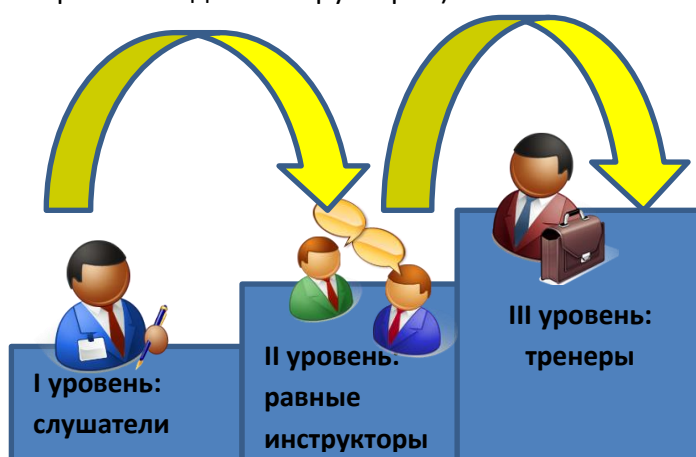 I уровень:
слушатели
II уровень:
равные
инструкторы
III уровень:
тренеры